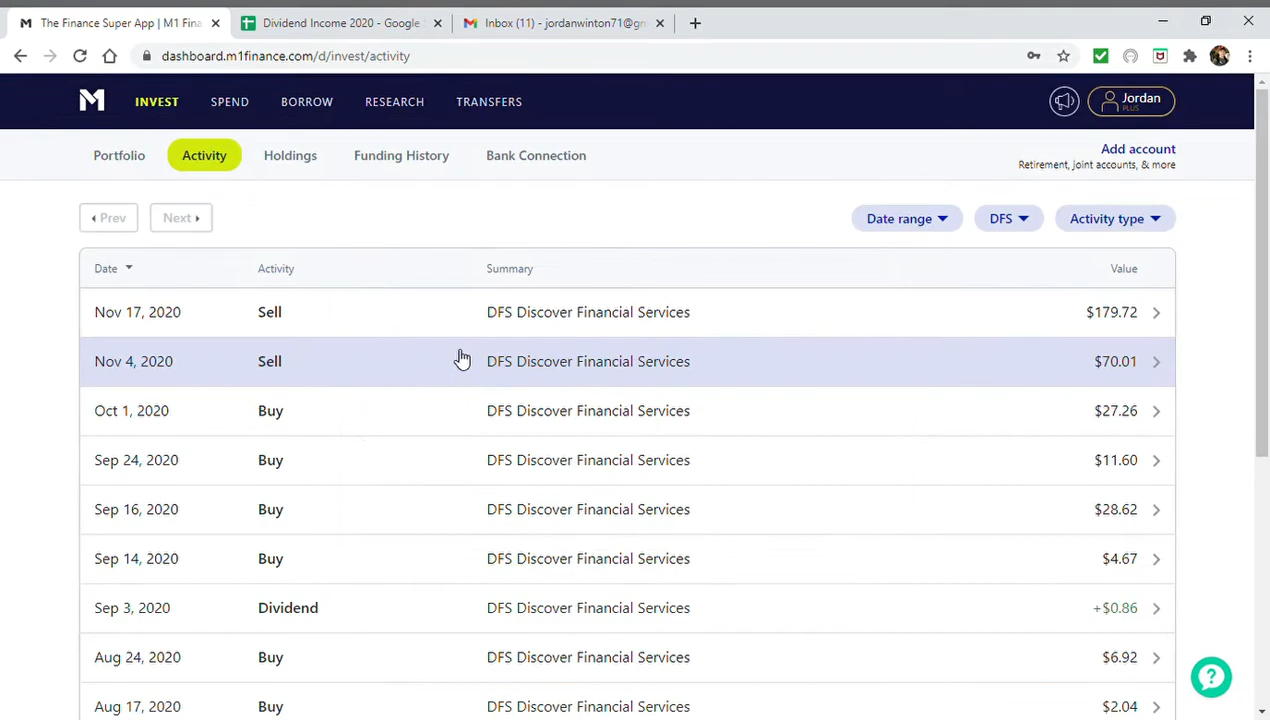 The Finance Super App | M1 Fina
Dividend Income 2020 - Google
Inbox (11) - jordanwinton71@gm
dashboard.m1finance.com/d/invest/activity
INVEST SPEND BORROW RESEARCH TRANSFERS
Jordan
PLUS
Portfolio Activity Holdings Funding History Bank Connection
Add account
Retirement, joint accounts, & more
Prev Next Date range DFS Activity type
Date Activity Summary Value
Nov 17, 2020 Sell DFS Discover Financial Services $179.72
Nov 4, 2020 Sell DFS Discover Financial Services $70.01
Oct 1, 2020 Buy DFS Discover Financial Services $27.26
Sep 24, 2020 Buy DFS Discover Financial Services $11.60
Sep 16, 2020 Buy DFS Discover Financial Services $28.62
Sep 14, 2020 Buy DFS Discover Financial Services $4.67
Sep 3, 2020 Dividend DFS Discover Financial Services +$0.86
Aug 24, 2020 Buy DFS Discover Financial Services $6.92
Aug 17, 2020 Buy DFS Discover Financial Services $2.04